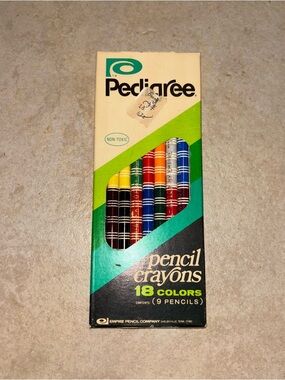 Pedigree
NON-TOXIC
pencil
crayons
18 COLORS
(9 PENCILS)
EMPIRE PENCIL COMPANY